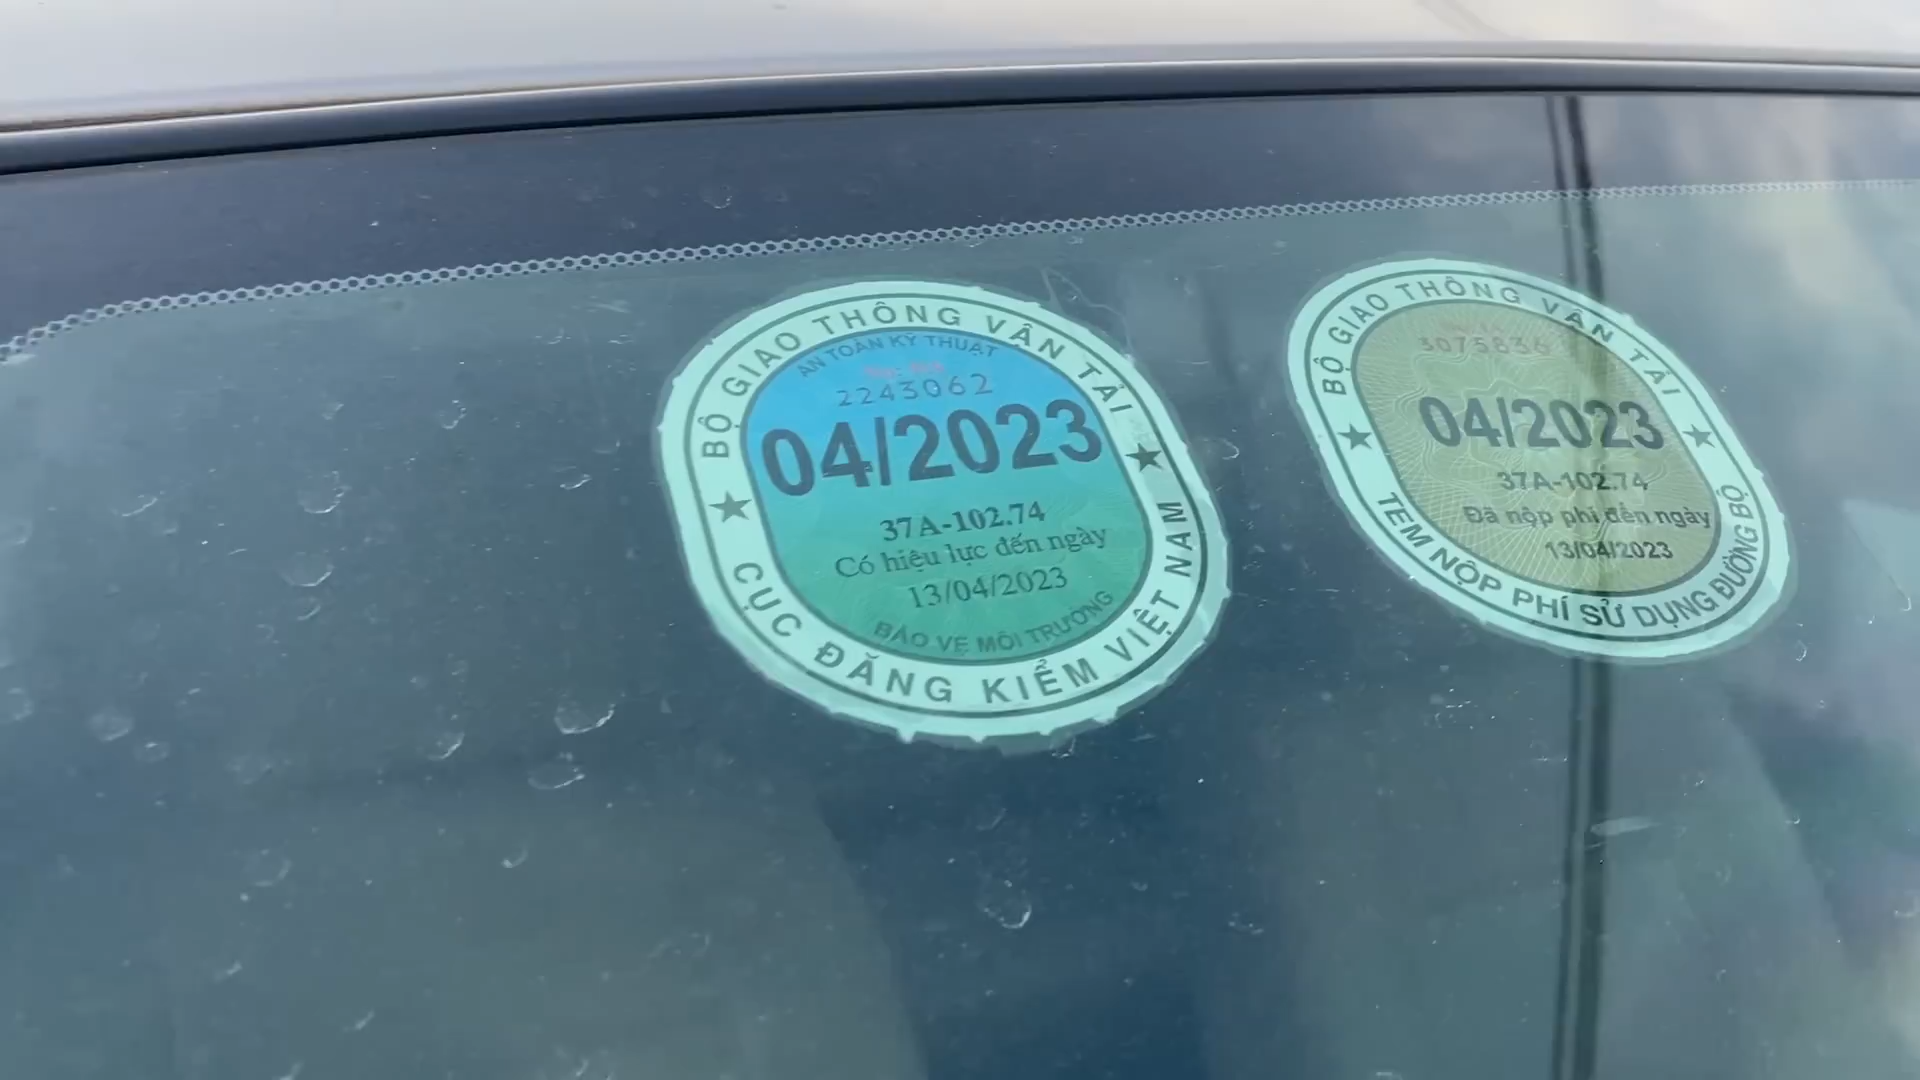 BỘ GIAO THÔNG VẬN TẢI
AN TOÀN KỸ THUẬT
2243062
04/2023
37A-102.74
Có hiệu lực đến ngày
13/04/2023
BẢO VỆ MÔI TRƯỜNG
CỤC ĐĂNG KIỂM VIỆT NAM
BỘ GIAO THÔNG VẬN TẢI
3075836
04/2023
37A-102.74
Đã nộp phí đến ngày
13/04/2023
TEM NỘP PHÍ SỬ DỤNG ĐƯỜNG BỘ